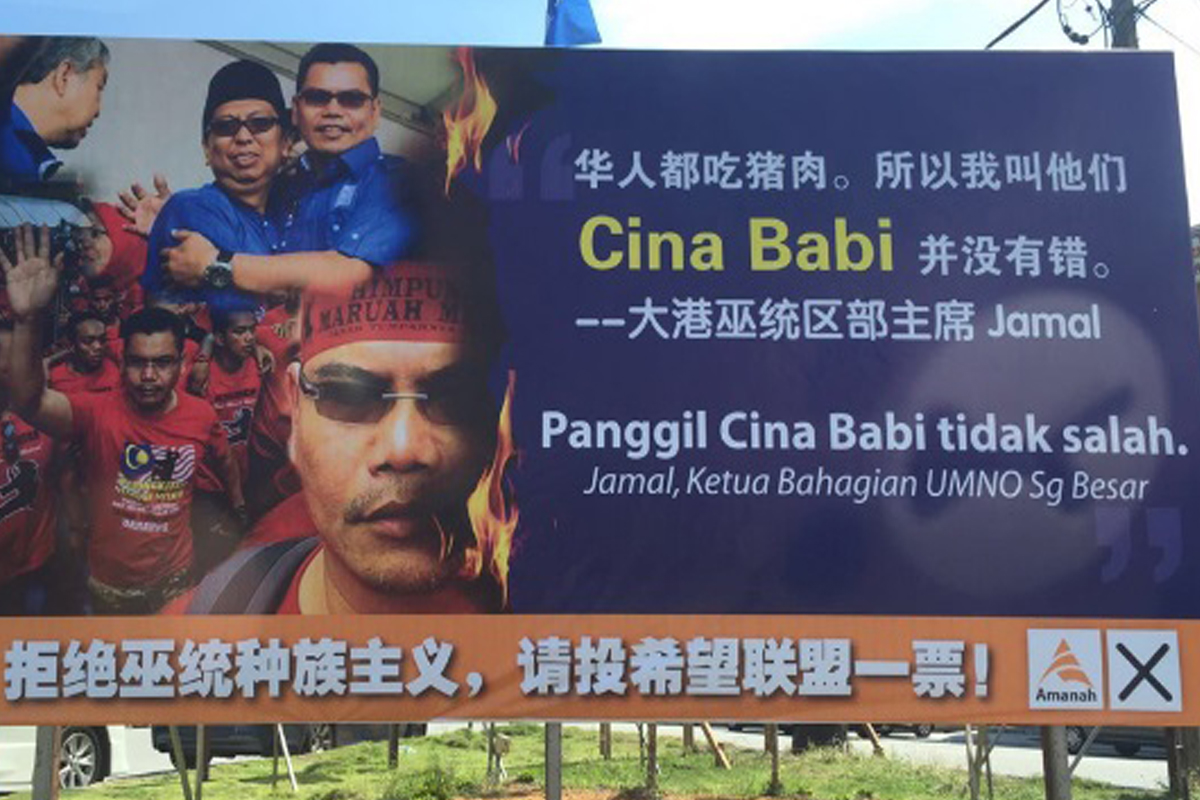 华人都吃猪肉。所以我叫他们
Cina Babi 并没有错。
--大港巫统区部主席 Jamal
Panggil Cina Babi tidak salah.
Jamal, Ketua Bahagian UMNO Sg Besar
HIMPU
MARUAH M
拒绝巫统种族主义，请投希望联盟一票！
Amanah